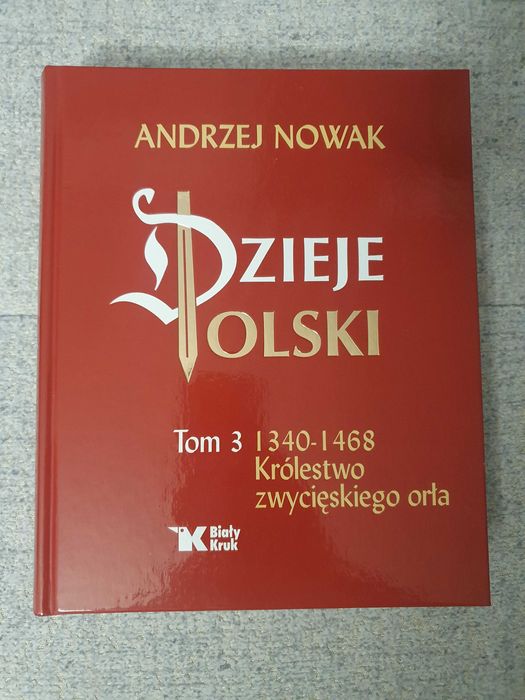 ANDRZEJ NOWAK
DZIEJE
POLSKI
Tom 3 1340-1468
Królestwo
zwycięskiego orła
Biały
Kruk